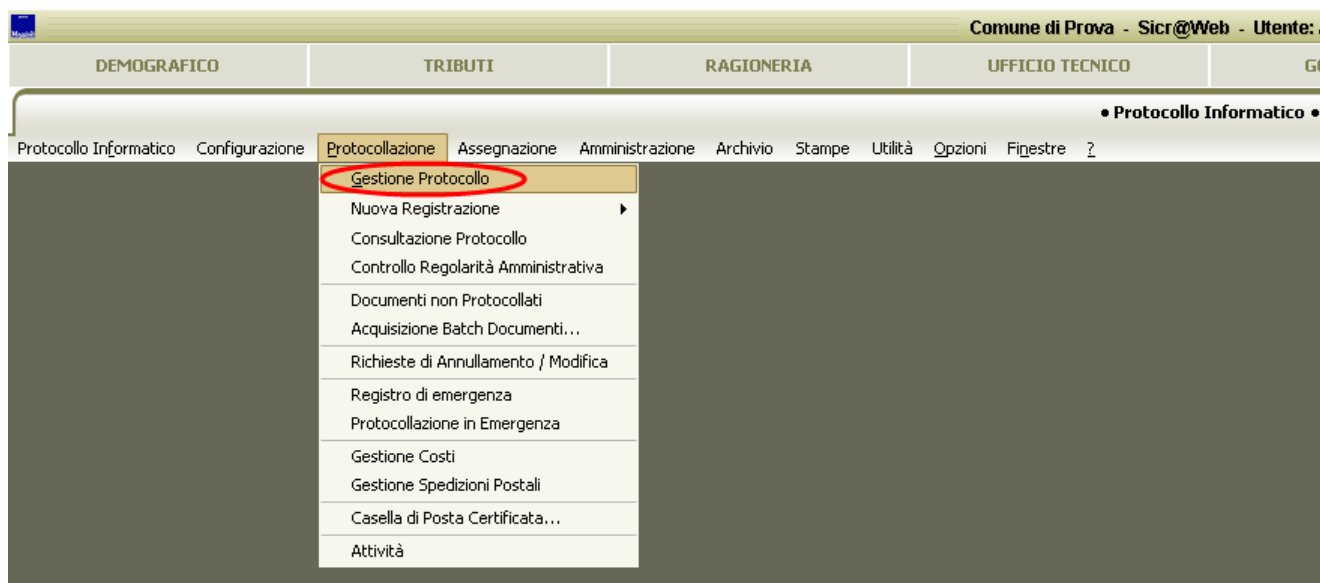 Maggioli
Comune di Prova - Sicr@Web - Utente:
DEMOGRAFICO TRIBUTI RAGIONERIA UFFICIO TECNICO
• Protocollo Informatico •
Protocollo Informatico Configurazione Protocollazione Assegnazione Amministrazione Archivio Stampe Utilità Opzioni Finestre ?
Gestione Protocollo
Nuova Registrazione
Consultazione Protocollo
Controllo Regolarità Amministrativa
Documenti non Protocollati
Acquisizione Batch Documenti...
Richieste di Annullamento / Modifica
Registro di emergenza
Protocollazione in Emergenza
Gestione Costi
Gestione Spedizioni Postali
Casella di Posta Certificata...
Attività